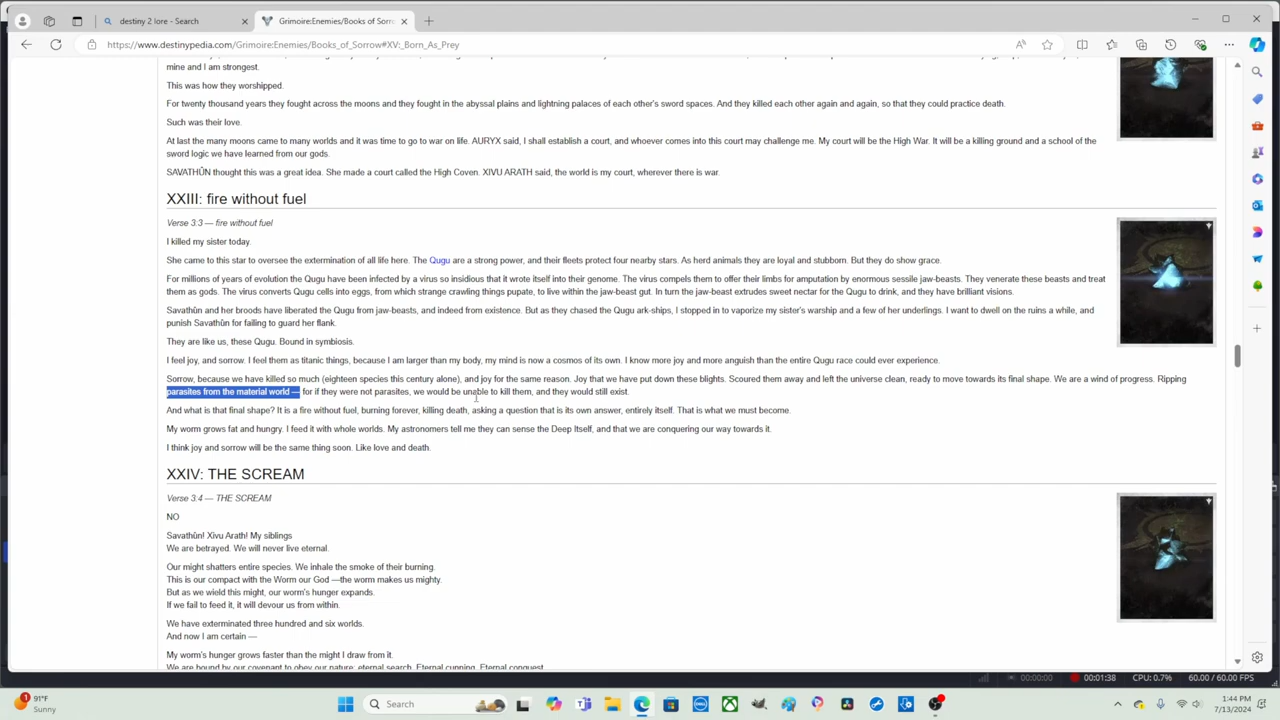 destiny 2 lore - Search
Grimoire:Enemies/Books of Sorr
https://www.destinypedia.com/Grimoire:Enemies/Books_of_Sorrow#XV:_Born_As_Prey
mine and I am strongest.
This was how they worshipped.
For twenty thousand years they fought across the moons and they fought in the abyssal plains and lightning palaces of each other's sword spaces. And they killed each other again and again, so that they could practice death.
Such was their love.
At last the many moons came to many worlds and it was time to go to war on life. AURYX said, I shall establish a court, and whoever comes into this court may challenge me. My court will be the High War. It will be a killing ground and a school of the
sword logic we have learned from our gods.
SAVATHÛN thought this was a great idea. She made a court called the High Coven. XIVU ARATH said, the world is my court, wherever there is war.
XXIII: fire without fuel
Verse 3:3 — fire without fuel
I killed my sister today.
She came to this star to oversee the extermination of all life here. The Qugu are a strong power, and their fleets protect four nearby stars. As herd animals they are loyal and stubborn. But they do show grace.
For millions of years of evolution the Qugu have been infected by a virus so insidious that it wrote itself into their genome. The virus compels them to offer their limbs for amputation by enormous sessile jaw-beasts. They venerate these beasts and treat
them as gods. The virus converts Qugu cells into eggs, from which strange crawling things pupate, to live within the jaw-beast gut. In turn the jaw-beast extrudes sweet nectar for the Qugu to drink, and they have brilliant visions.
Savathûn and her broods have liberated the Qugu from jaw-beasts, and indeed from existence. But as they chased the Qugu ark-ships, I stopped in to vaporize my sister's warship and a few of her underlings. I want to dwell on the ruins a while, and
punish Savathûn for failing to guard her flank.
They are like us, these Qugu. Bound in symbiosis.
I feel joy, and sorrow. I feel them as titanic things, because I am larger than my body, my mind is now a cosmos of its own. I know more joy and more anguish than the entire Qugu race could ever experience.
Sorrow, because we have killed so much (eighteen species this century alone), and joy for the same reason. Joy that we have put down these blights. Scoured them away and left the universe clean, ready to move towards its final shape. We are a wind of progress. Ripping
parasites from the material world — for if they were not parasites, we would be unable to kill them, and they would still exist.
And what is that final shape? It is a fire without fuel, burning forever, killing death, asking a question that is its own answer, entirely itself. That is what we must become.
My worm grows fat and hungry. I feed it with whole worlds. My astronomers tell me they can sense the Deep Itself, and that we are conquering our way towards it.
I think joy and sorrow will be the same thing soon. Like love and death.
XXIV: THE SCREAM
Verse 3:4 — THE SCREAM
NO
Savathûn! Xivu Arath! My siblings
We are betrayed. We will never live eternal.
Our might shatters entire species. We inhale the smoke of their burning.
This is our compact with the Worm our God —the worm makes us mighty.
But as we wield this might, our worm's hunger expands.
If we fail to feed it, it will devour us from within.
We have exterminated three hundred and six worlds.
And now I am certain —
My worm's hunger grows faster than the might I draw from it.
We are bound by our covenant to obey our nature: eternal search. Eternal cunning. Eternal conquest.
00:00:00
00:01:38
CPU: 0.7%
60.00 / 60.00 FPS
91°F
Sunny
Search
1:44 PM
7/13/2024